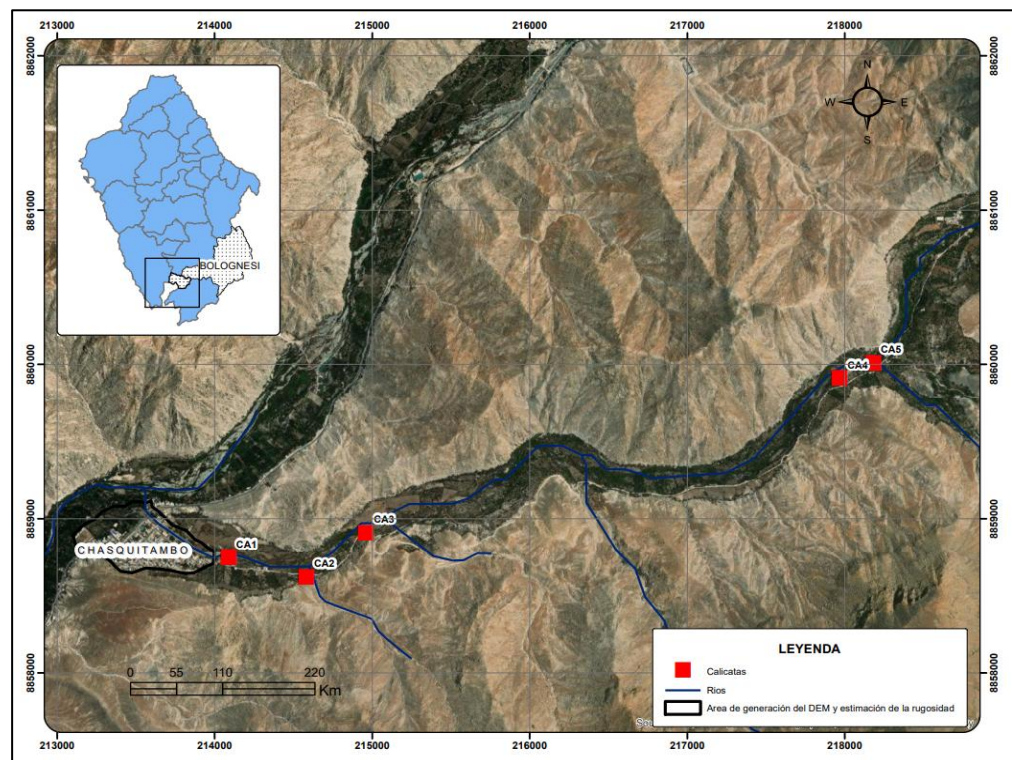 213000 214000 215000 216000 217000 218000
8862000 8862000
N
W E
S
BOLOGNESI
8861000 8861000
8860000 8860000
CA5
CA4
8859000 8859000
CA3
CHASQUITAMBO
CA1
CA2
LEYENDA
Calicatas
Rios
Area de generación del DEM y estimación de la rugosidad
8858000 8858000
0 55 110 220
Km
213000 214000 215000 216000 217000 218000